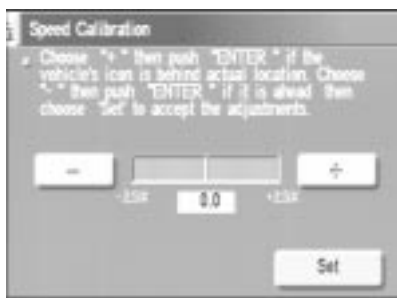 Speed Calibration
Choose "+" then push "ENTER" if the
vehicle's icon is behind actual location. Choose
"-" then push "ENTER" if it is ahead then
choose "Set" to accept the adjustments.
- +
0.0
Set